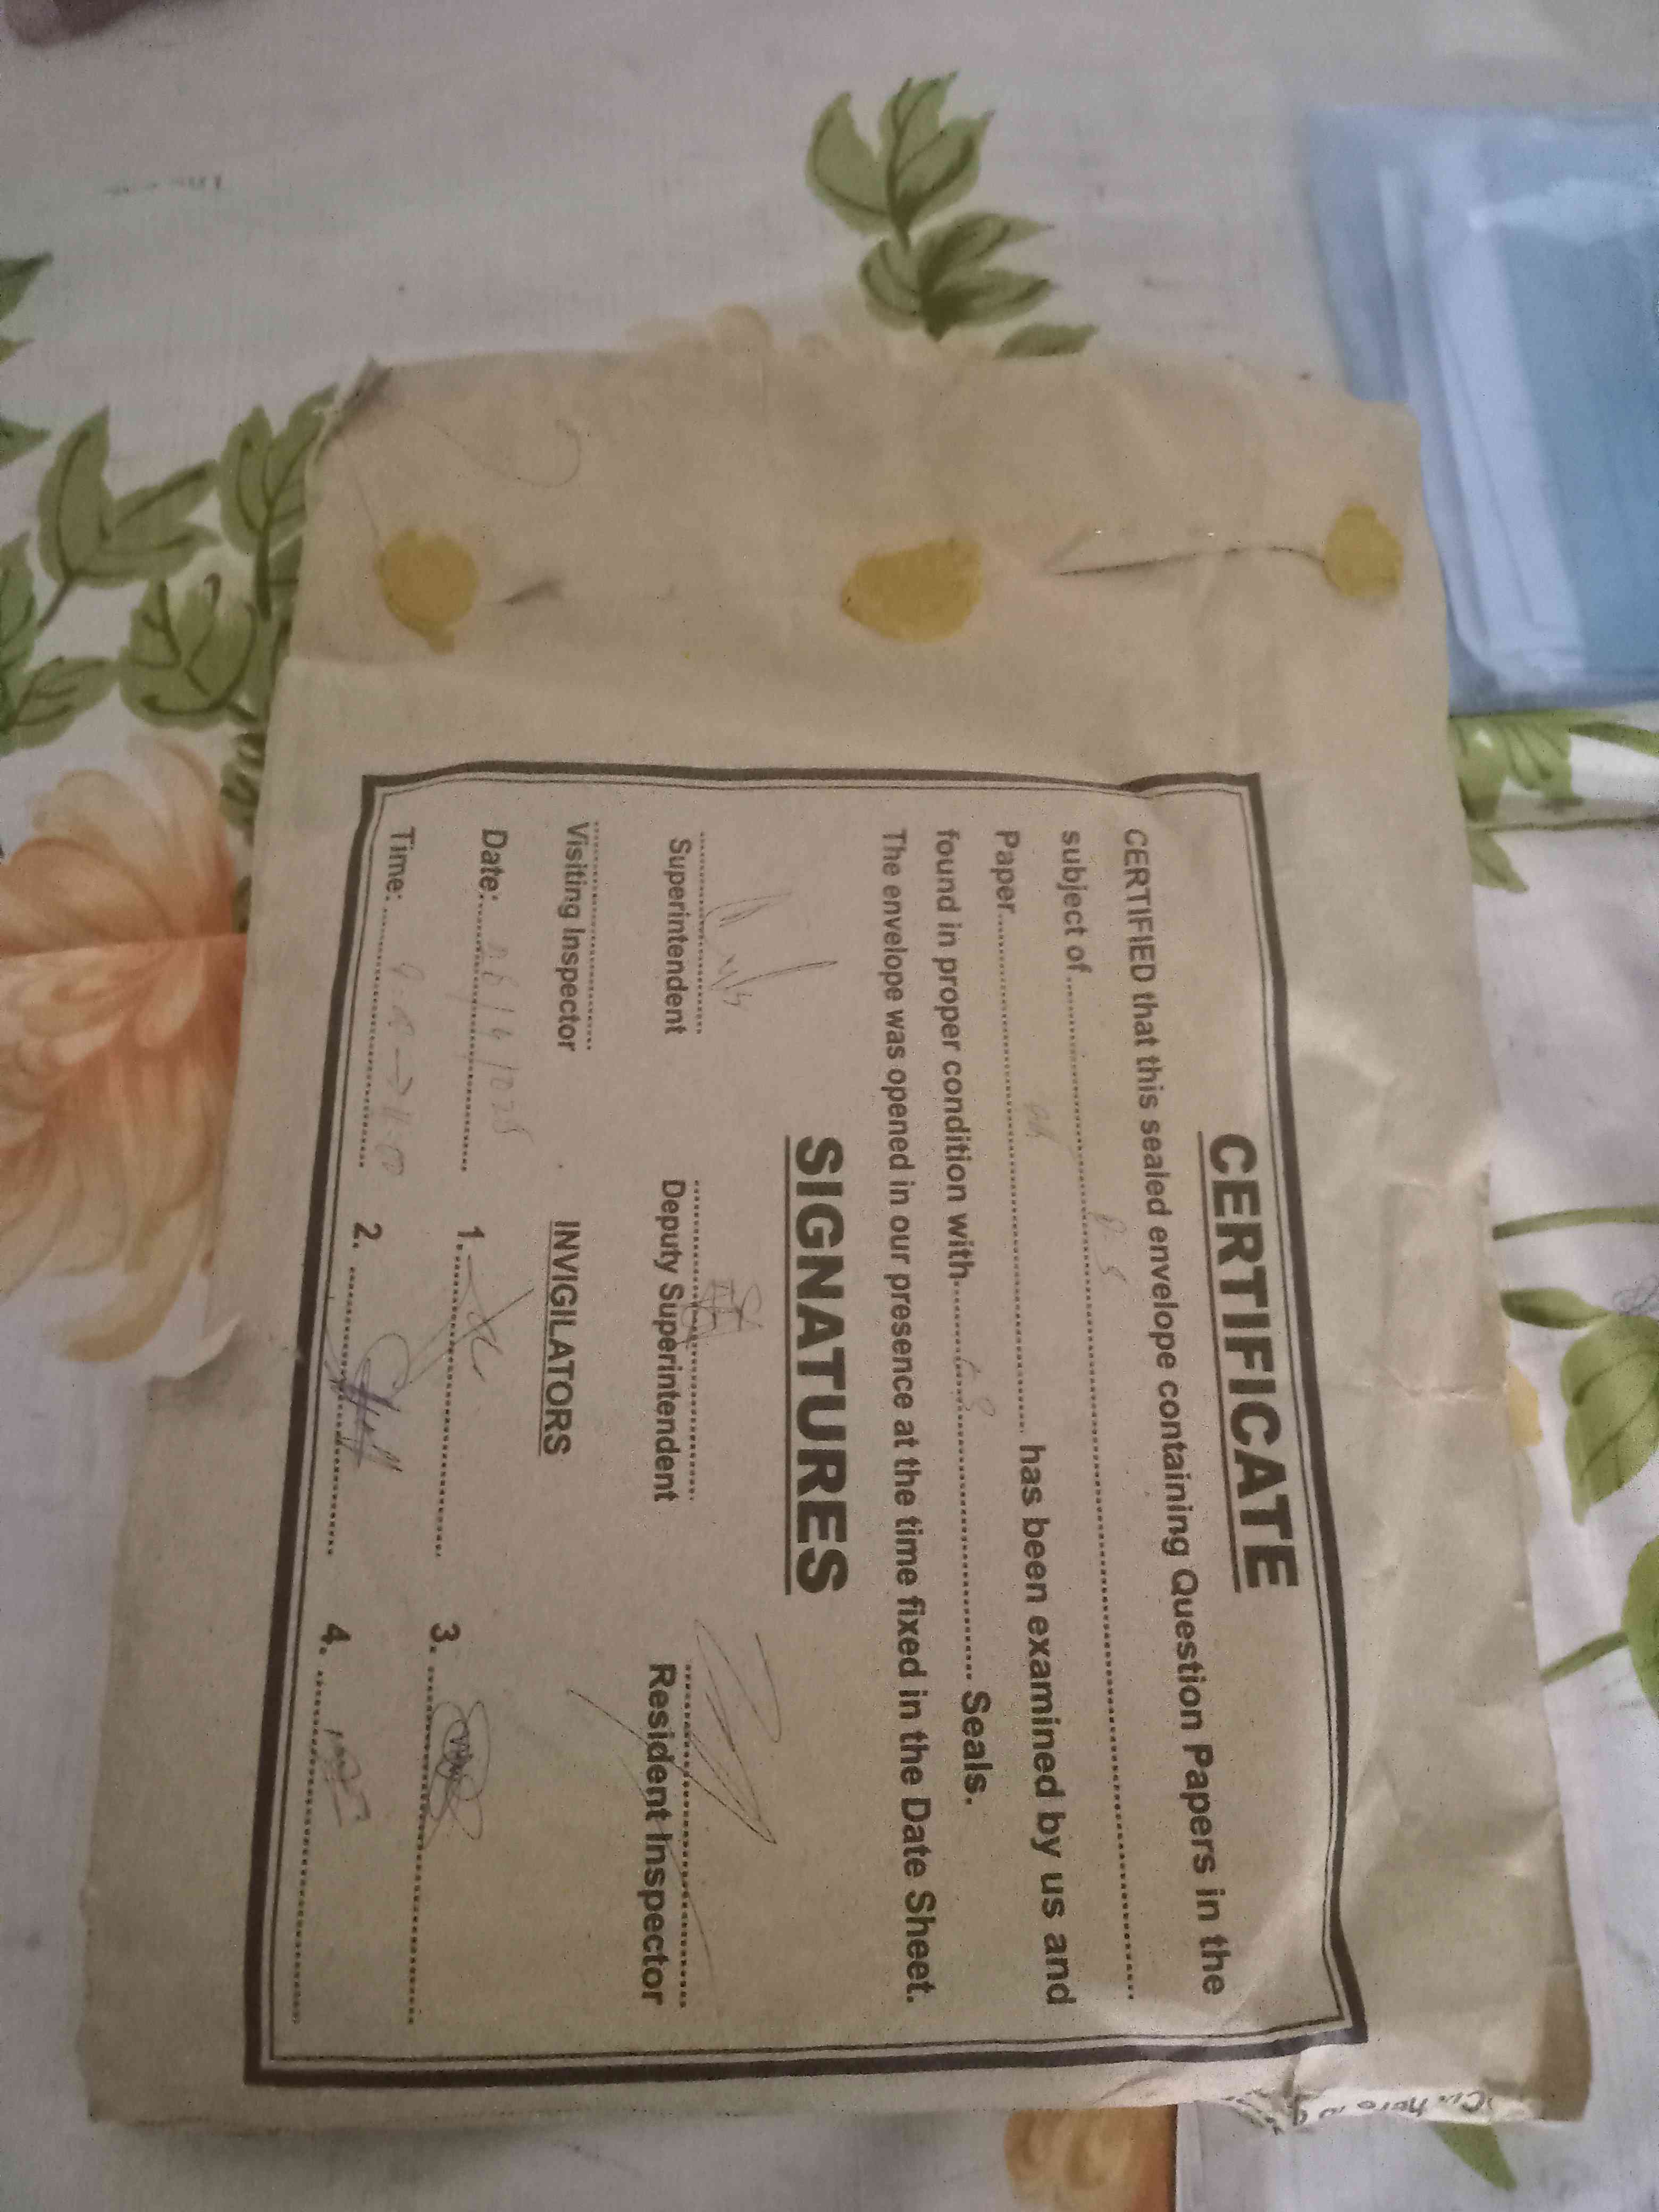 CERTIFICATE
CERTIFIED that this sealed envelope containing Question Papers in the
subject of....................
Paper.................... has been examined by us and
found in proper condition with.................... Seals.
The envelope was opened in our presence at the time fixed in the Date Sheet.
SIGNATURES
Superintendent Deputy Superintendent Resident Inspector
Visiting Inspector
INVIGILATORS
Date:.................... 1..................... 3. ....................
Time:.................... 2. .................... 4. ....................